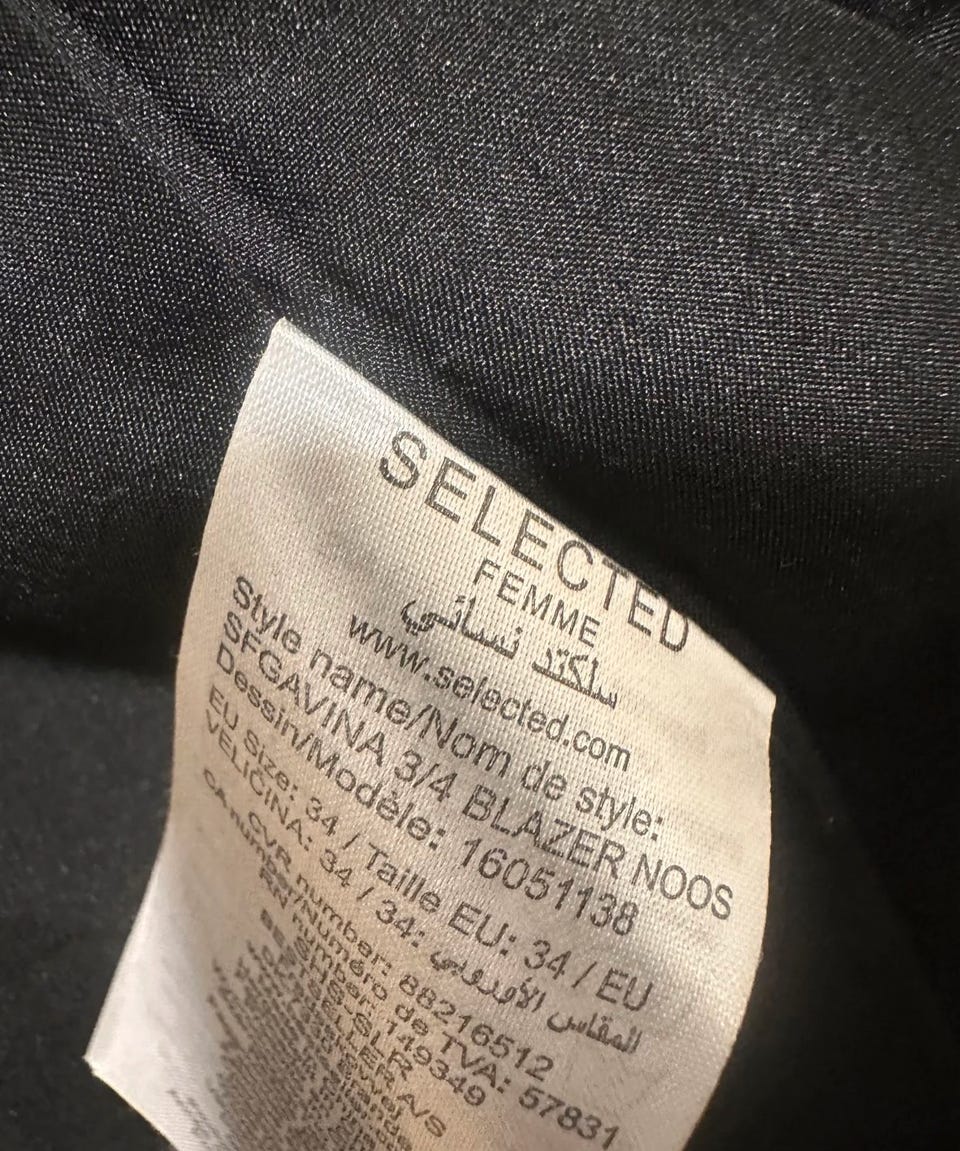 SELECTED
FEMME
سلكتد نسائي
www.selected.com
Style name/Nom de style:
SFGAVINA 3/4 BLAZER NOOS
Dessin/Modèle: 16051138
EU Size: 34 / Taille EU: 34 / EU
VELIČINA: 34 / 34: المقاس الأوروبي
CVR number: 88216512
CA number/Numéro de TVA: 57831
RN number: 149349
BESTSELLER A/S